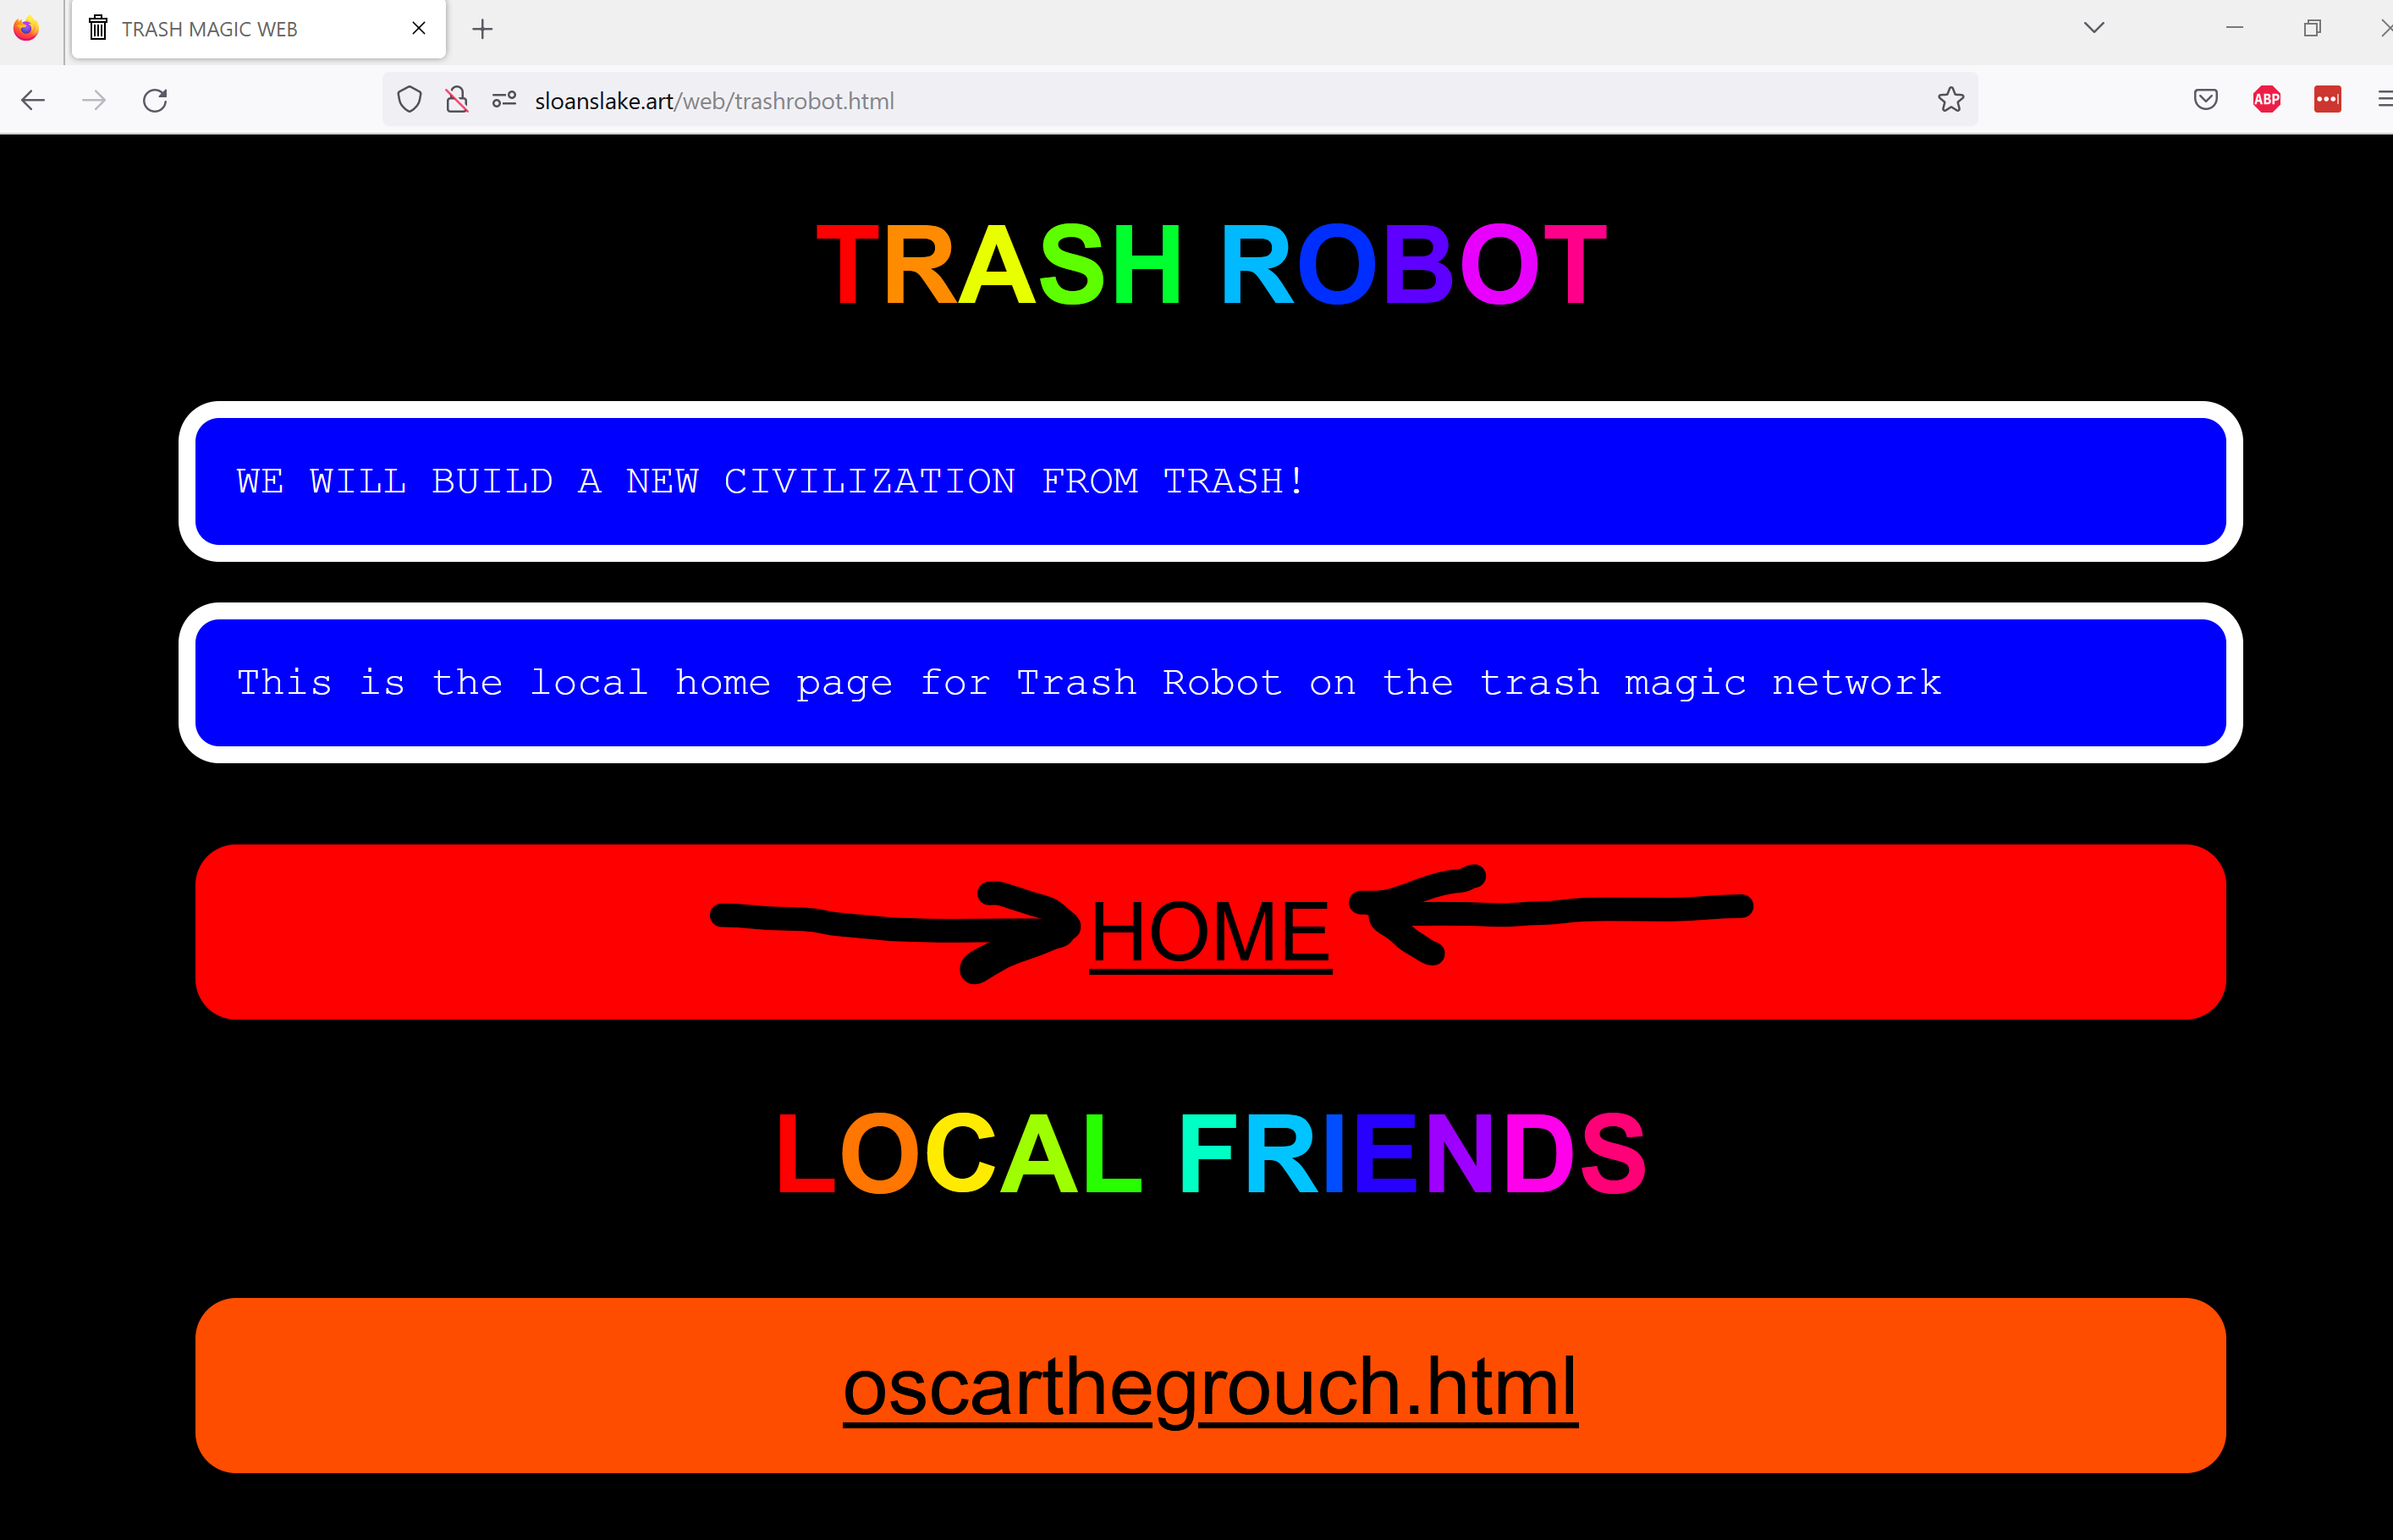 TRASH MAGIC WEB
sloanslake.art/web/trashrobot.html
ABP
TRASH ROBOT
WE WILL BUILD A NEW CIVILIZATION FROM TRASH!
This is the local home page for Trash Robot on the trash magic network
HOME
LOCAL FRIENDS
oscarthegrouch.html